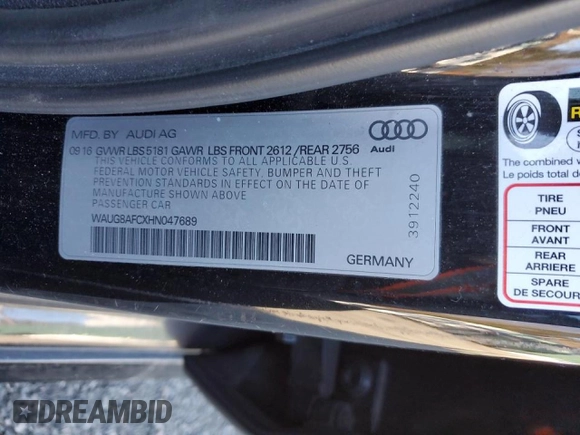 MFD. BY AUDI AG
09 16 GVWR LBS 5181 GAWR LBS FRONT 2612 /REAR 2756
THIS VEHICLE CONFORMS TO ALL APPLICABLE U S
FEDERAL MOTOR VEHICLE SAFETY, BUMPER AND THEFT
PREVENTION STANDARDS IN EFFECT ON THE DATE OF
MANUFACTURE SHOWN ABOVE
PASSENGER CAR
WAUG8AFCXHN047689
GERMANY
Audi
3912240
The combined
Le poids total d
TIRE
PNEU
FRONT
AVANT
REAR
ARRIERE
SPARE
DE SECOUR
DREAMBID